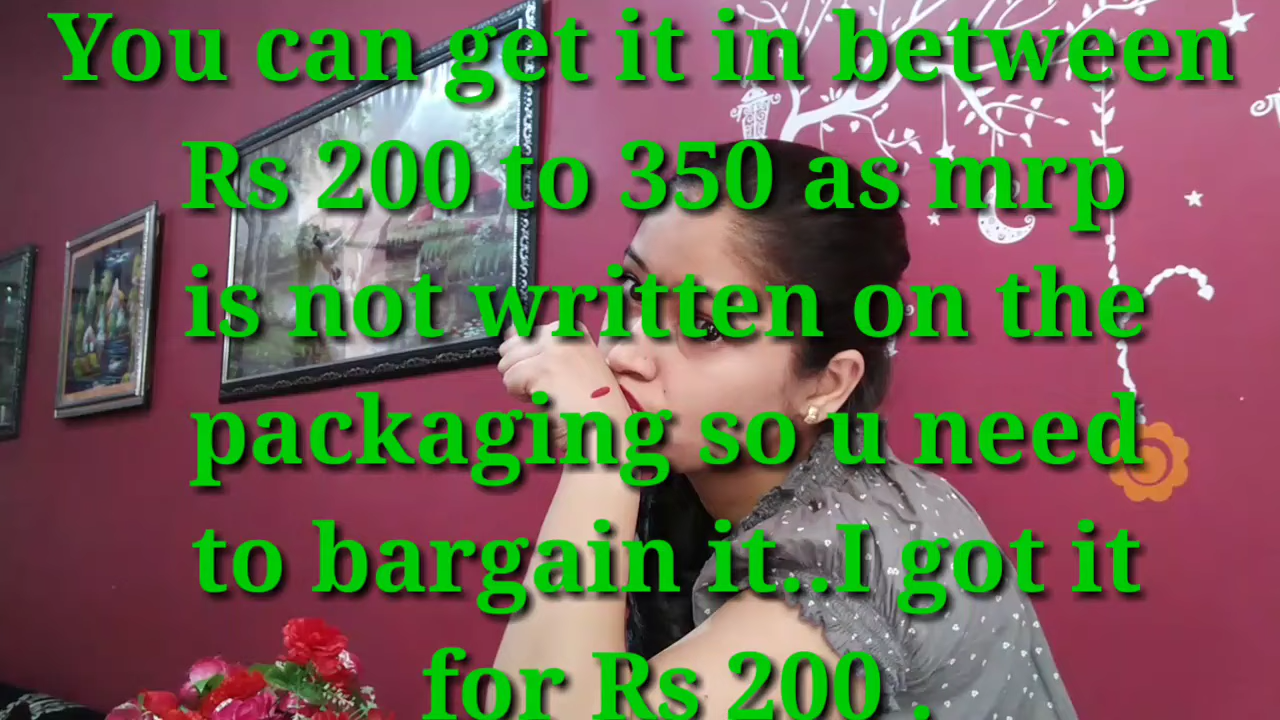 You can get it in between
Rs 200 to 350 as mrp
is not written on the
packaging so u need
to bargain it..I got it
for Rs 200 .